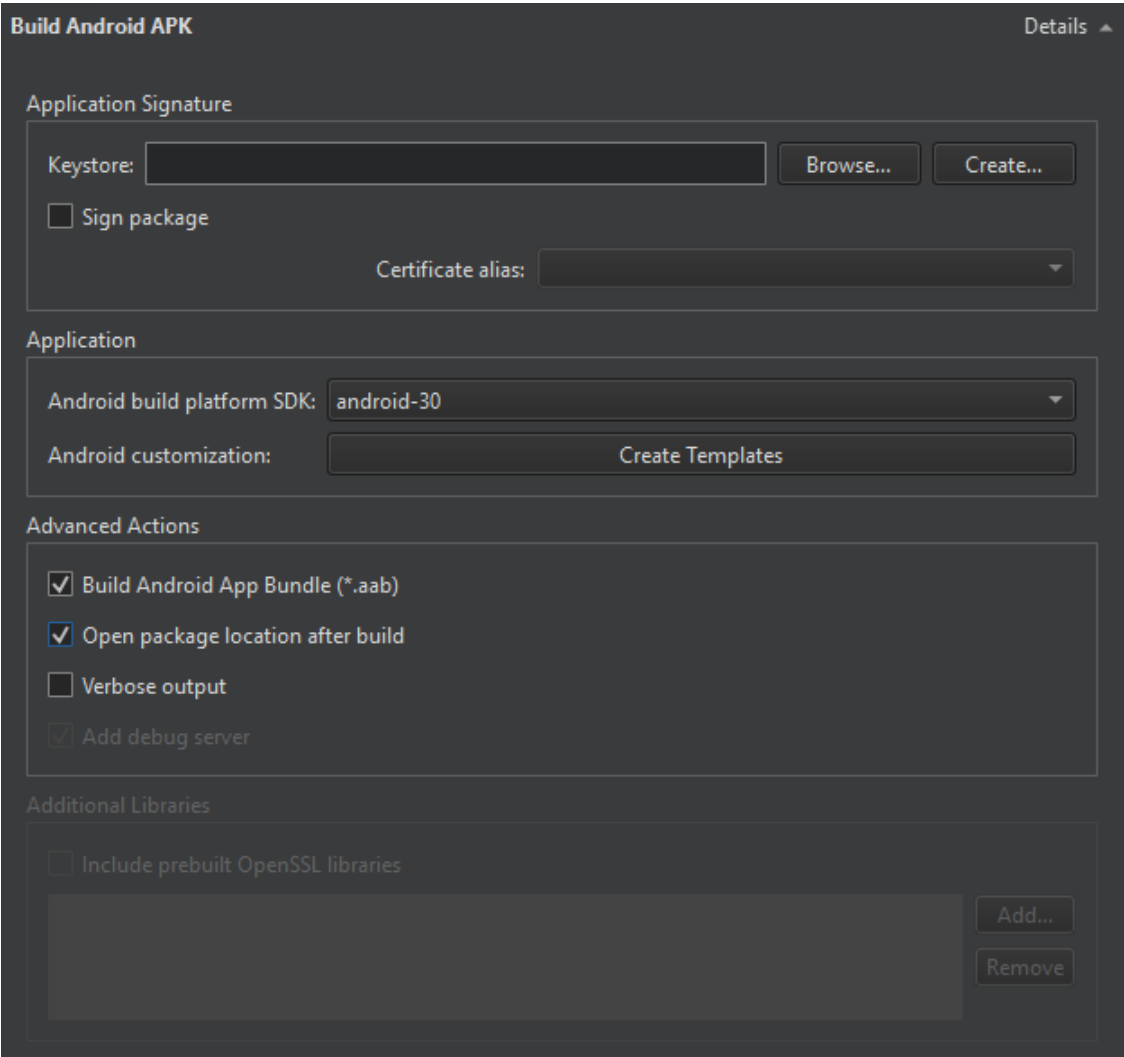 Build Android APK Details
Application Signature
Keystore: Browse... Create...
Sign package
Certificate alias:
Application
Android build platform SDK: android-30
Android customization: Create Templates
Advanced Actions
Build Android App Bundle (*.aab)
Open package location after build
Verbose output
Add debug server
Additional Libraries
Include prebuilt OpenSSL libraries
Add...
Remove